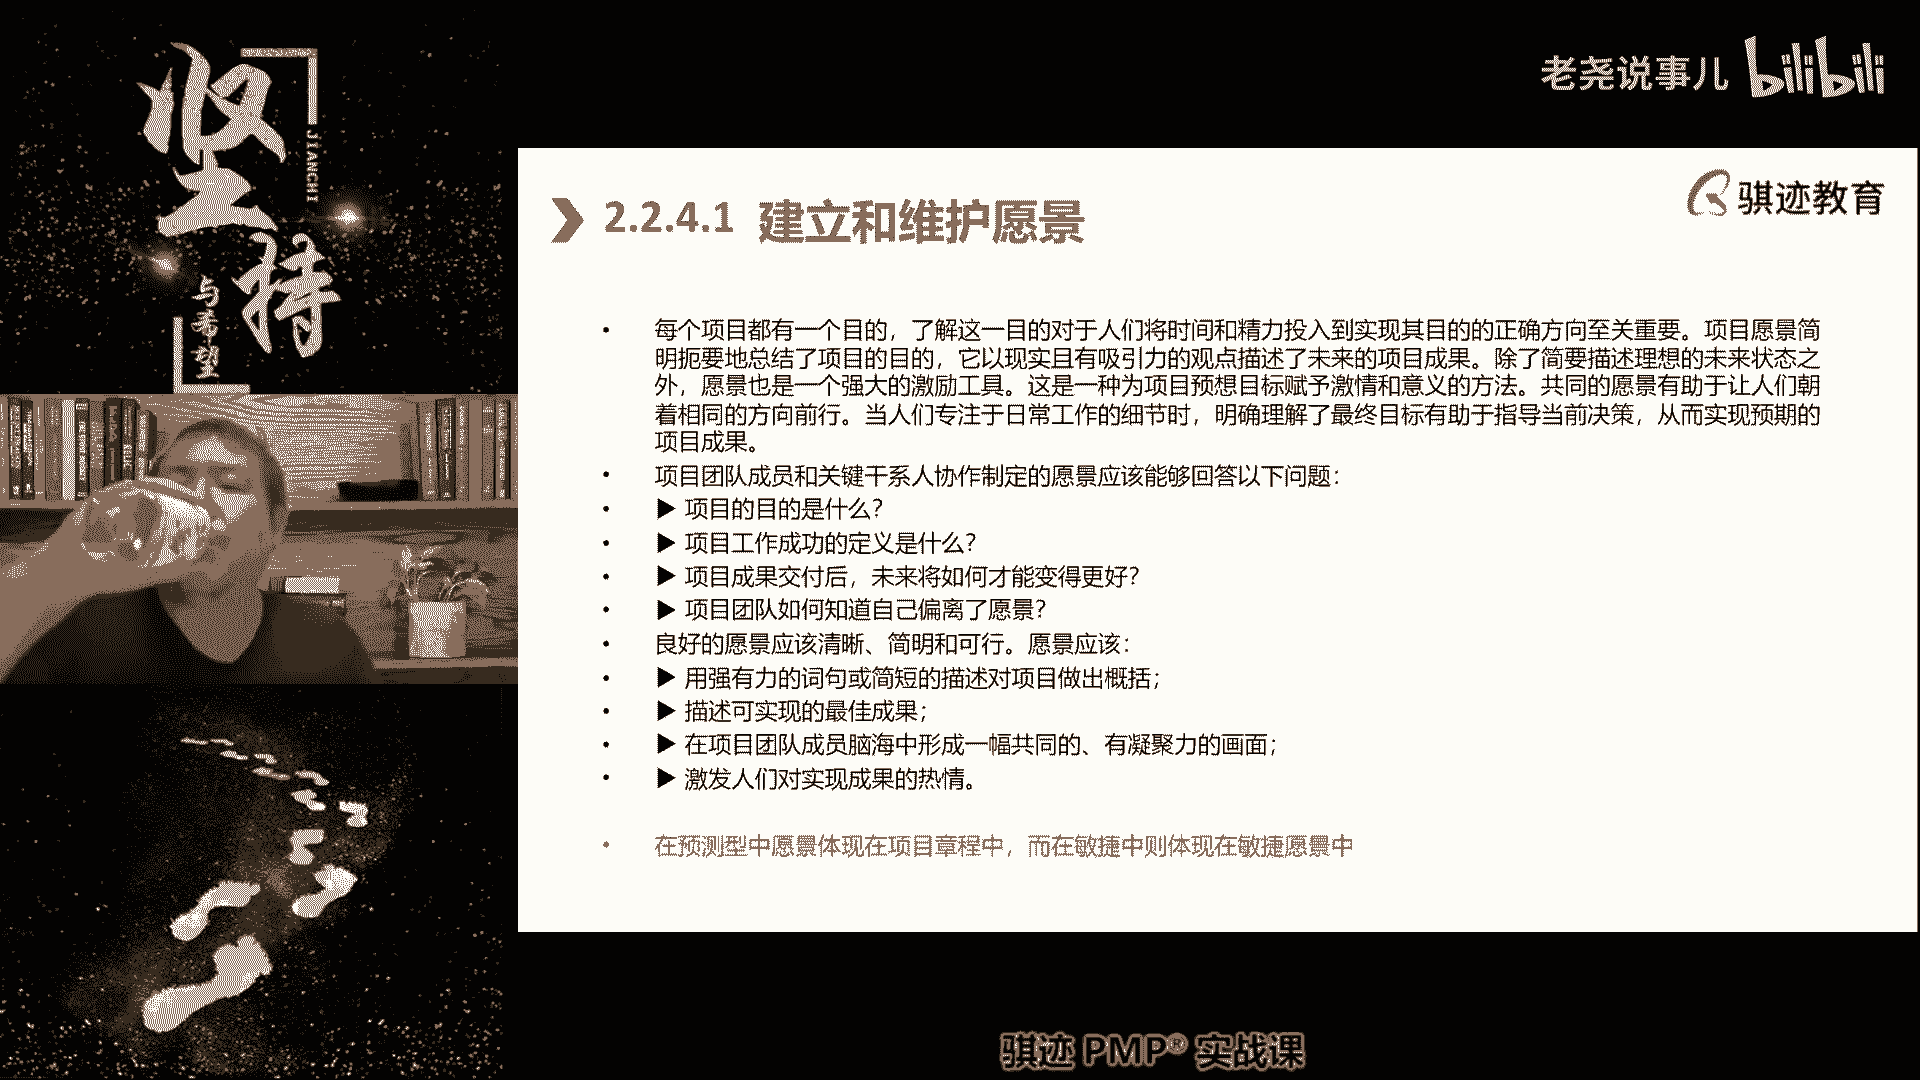 坚持
JIANCHI
与希望
老尧说事儿 bilibili
骐迹教育
2.2.4.1 建立和维护愿景
• 每个项目都有一个目的，了解这一目的对于人们将时间和精力投入到实现其目的的正确方向至关重要。项目愿景简
明扼要地总结了项目的目的，它以现实且有吸引力的观点描述了未来的项目成果。除了简要描述理想的未来状态之
外，愿景也是一个强大的激励工具。这是一种为项目预想目标赋予激情和意义的方法。共同的愿景有助于让人们朝
着相同的方向前行。当人们专注于日常工作的细节时，明确理解了最终目标有助于指导当前决策，从而实现预期的
项目成果。
• 项目团队成员和关键干系人协作制定的愿景应该能够回答以下问题：
• ▶ 项目的目的是什么？
• ▶ 项目工作成功的定义是什么？
• ▶ 项目成果交付后，未来将如何才能变得更好？
• ▶ 项目团队如何知道自己偏离了愿景？
• 良好的愿景应该清晰、简明和可行。愿景应该：
• ▶ 用强有力的词句或简短的描述对项目做出概括；
• ▶ 描述可实现的最佳成果；
• ▶ 在项目团队成员脑海中形成一幅共同的、有凝聚力的画面；
• ▶ 激发人们对实现成果的热情。
• 在预测型中愿景体现在项目章程中，而在敏捷中则体现在敏捷愿景中
骐迹 PMP® 实战课